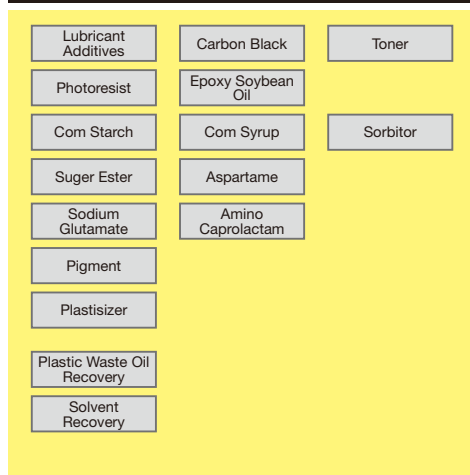 Lubricant
Additives
Carbon Black
Toner
Photoresist
Epoxy Soybean
Oil
Com Starch
Com Syrup
Sorbitor
Suger Ester
Aspartame
Sodium
Glutamate
Amino
Caprolactam
Pigment
Plastisizer
Plastic Waste Oil
Recovery
Solvent
Recovery